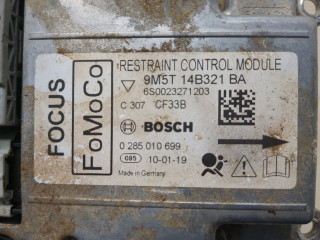 FOCUS
FoMoCo
RESTRAINT CONTROL MODULE
9M5T 14B321 BA
6S0023271203
C 307 CF33B
BOSCH
0 285 010 699
085 10-01-19
Made in Germany